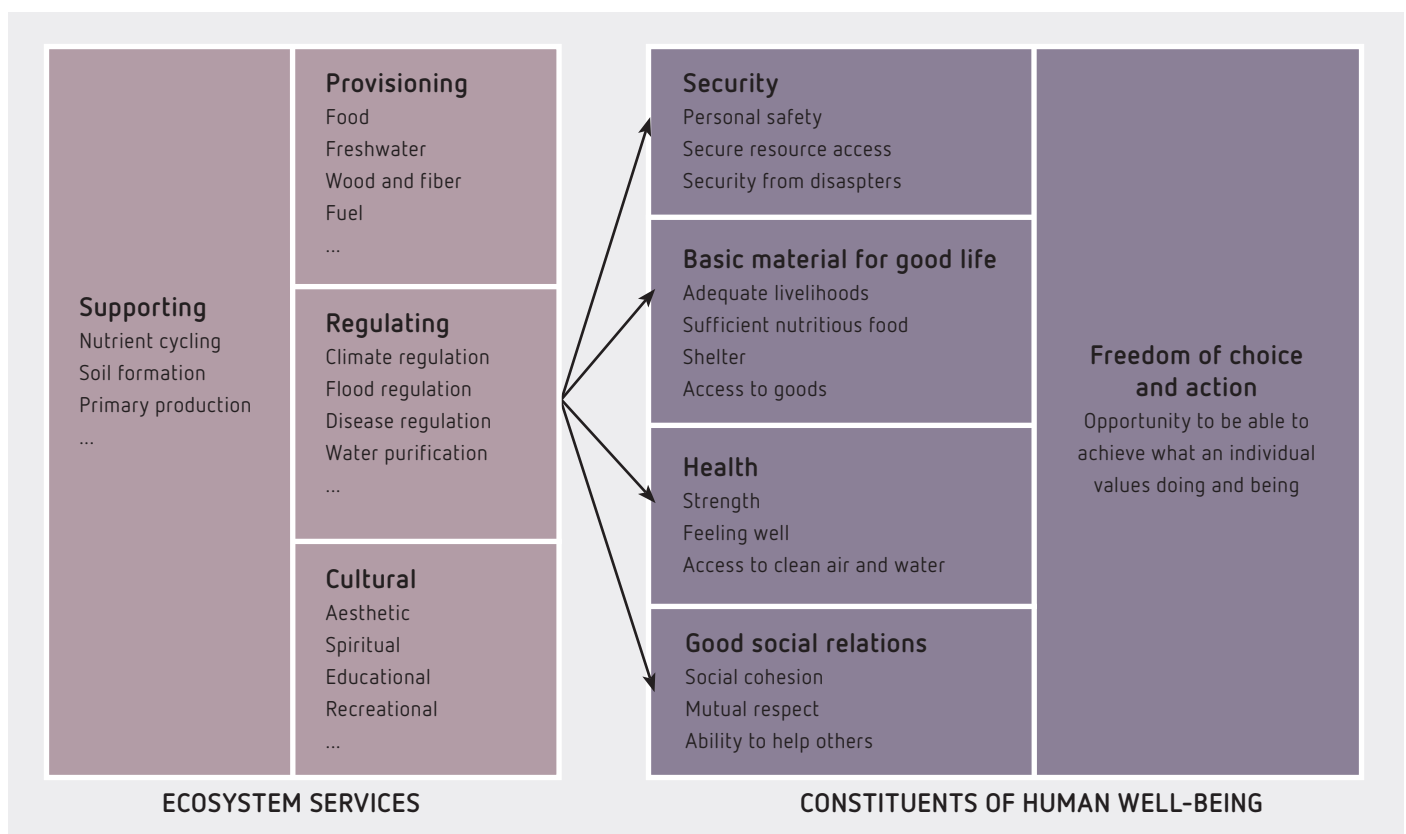 Supporting
Nutrient cycling
Soil formation
Primary production
...
Provisioning
Food
Freshwater
Wood and fiber
Fuel
...
Regulating
Climate regulation
Flood regulation
Disease regulation
Water purification
...
Cultural
Aesthetic
Spiritual
Educational
Recreational
...
ECOSYSTEM SERVICES
Security
Personal safety
Secure resource access
Security from disaspters
Basic material for good life
Adequate livelihoods
Sufficient nutritious food
Shelter
Access to goods
Health
Strength
Feeling well
Access to clean air and water
Good social relations
Social cohesion
Mutual respect
Ability to help others
Freedom of choice
and action
Opportunity to be able to
achieve what an individual
values doing and being
CONSTITUENTS OF HUMAN WELL-BEING